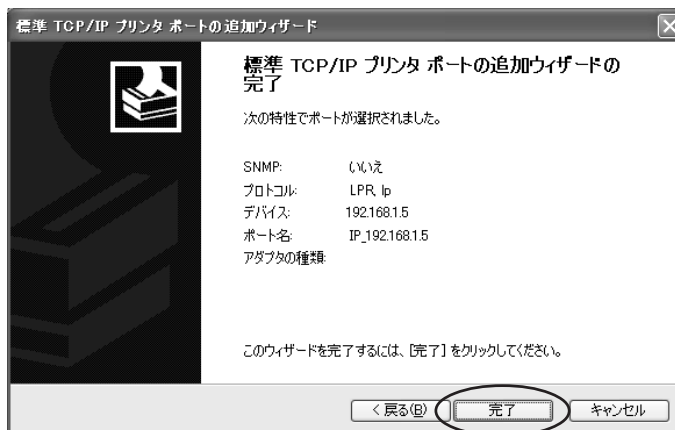 標準 TCP/IP プリンタ ポートの追加ウィザード
標準 TCP/IP プリンタ ポートの追加ウィザードの
完了
次の特性でポートが選択されました。
SNMP: いいえ
プロトコル: LPR, lp
デバイス: 192.168.1.5
ポート名: IP_192.168.1.5
アダプタの種類:
このウィザードを完了するには、[完了] をクリックしてください。
< 戻る(B) 完了 キャンセル